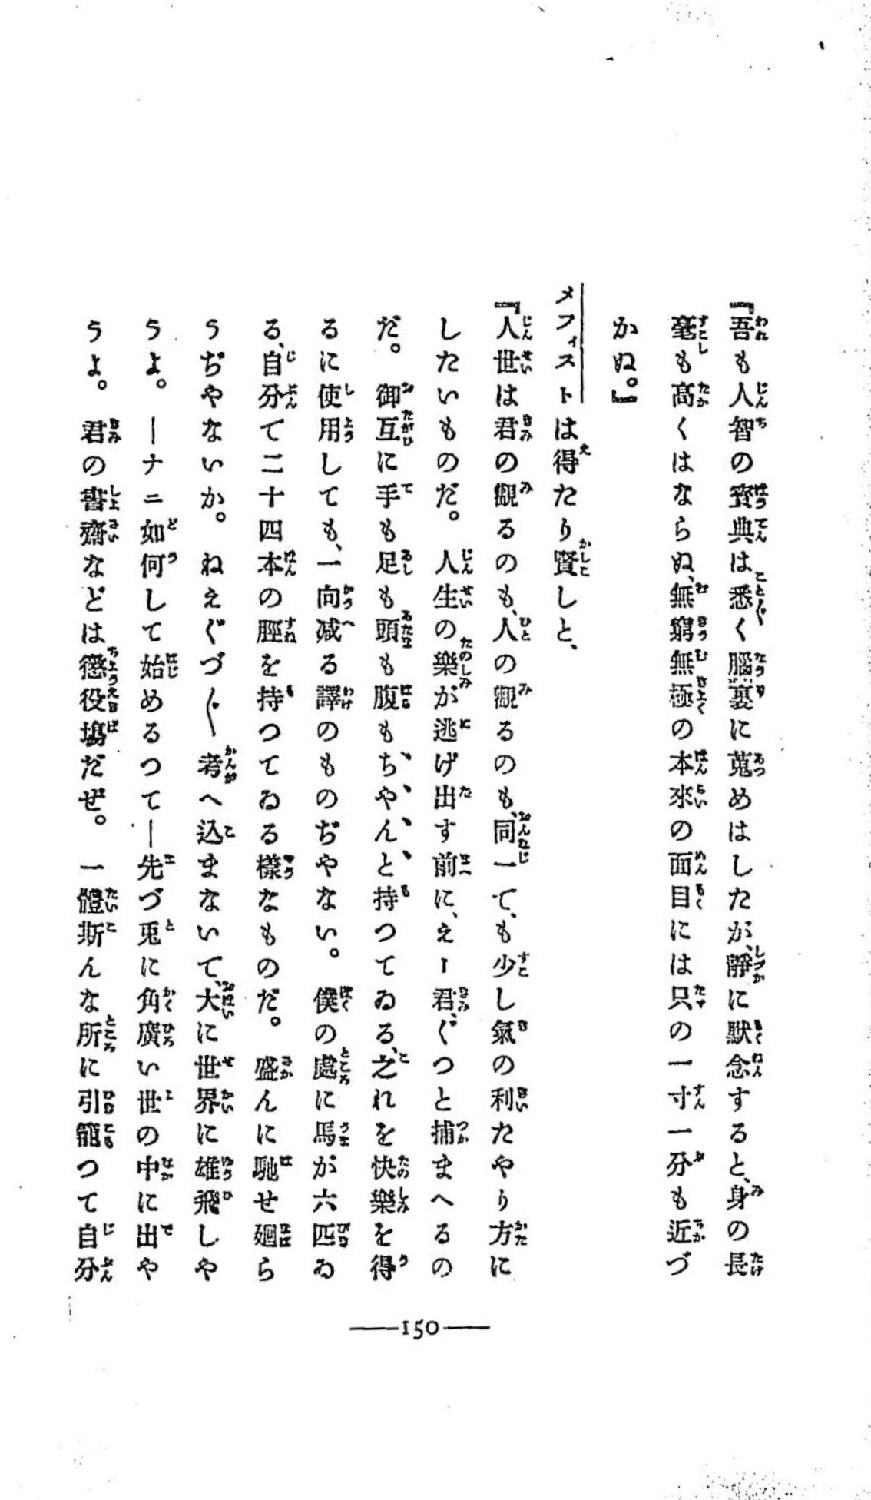 『吾も人智の寶典は悉く腦裏に蒐めはしたが、靜に默念すると、身の長
毫も高くはならぬ、無窮無極の本來の面目には只の一寸一分も近づ
かぬ。』
メフィストは得たり賢しと、
『人世は君の觀るのも、人の觀るのも、同一て、も少し氣の利たやり方に
したいものだ。人生の樂が逃げ出す前に、えー君、ぐつと捕まへるの
だ。御互に手も足も頭も腹もちやんと持つてゐる、之れを快樂を得
るに使用しても、一向减る譯のものぢやない。僕の處に馬が六匹ゐ
る、自分て二十四本の脛を持つてゐる樣なものだ。盛んに馳せ廻ら
うぢやないか。ねえぐづ〱考へ込まないて、大に世界に雄飛しや
うよ。―ナニ如何して始めるつて―先づ兎に角廣い世の中に出や
うよ。君の書齋などは懲役塲だぜ。一體斯んな所に引籠つて自分
――150――